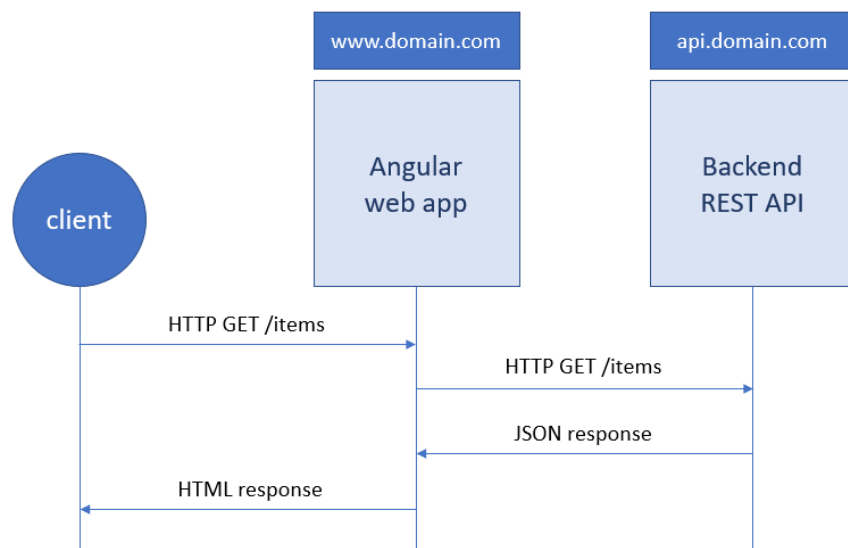 www.domain.com
api.domain.com
client
Angular
web app
Backend
REST API
HTTP GET /items
HTTP GET /items
JSON response
HTML response